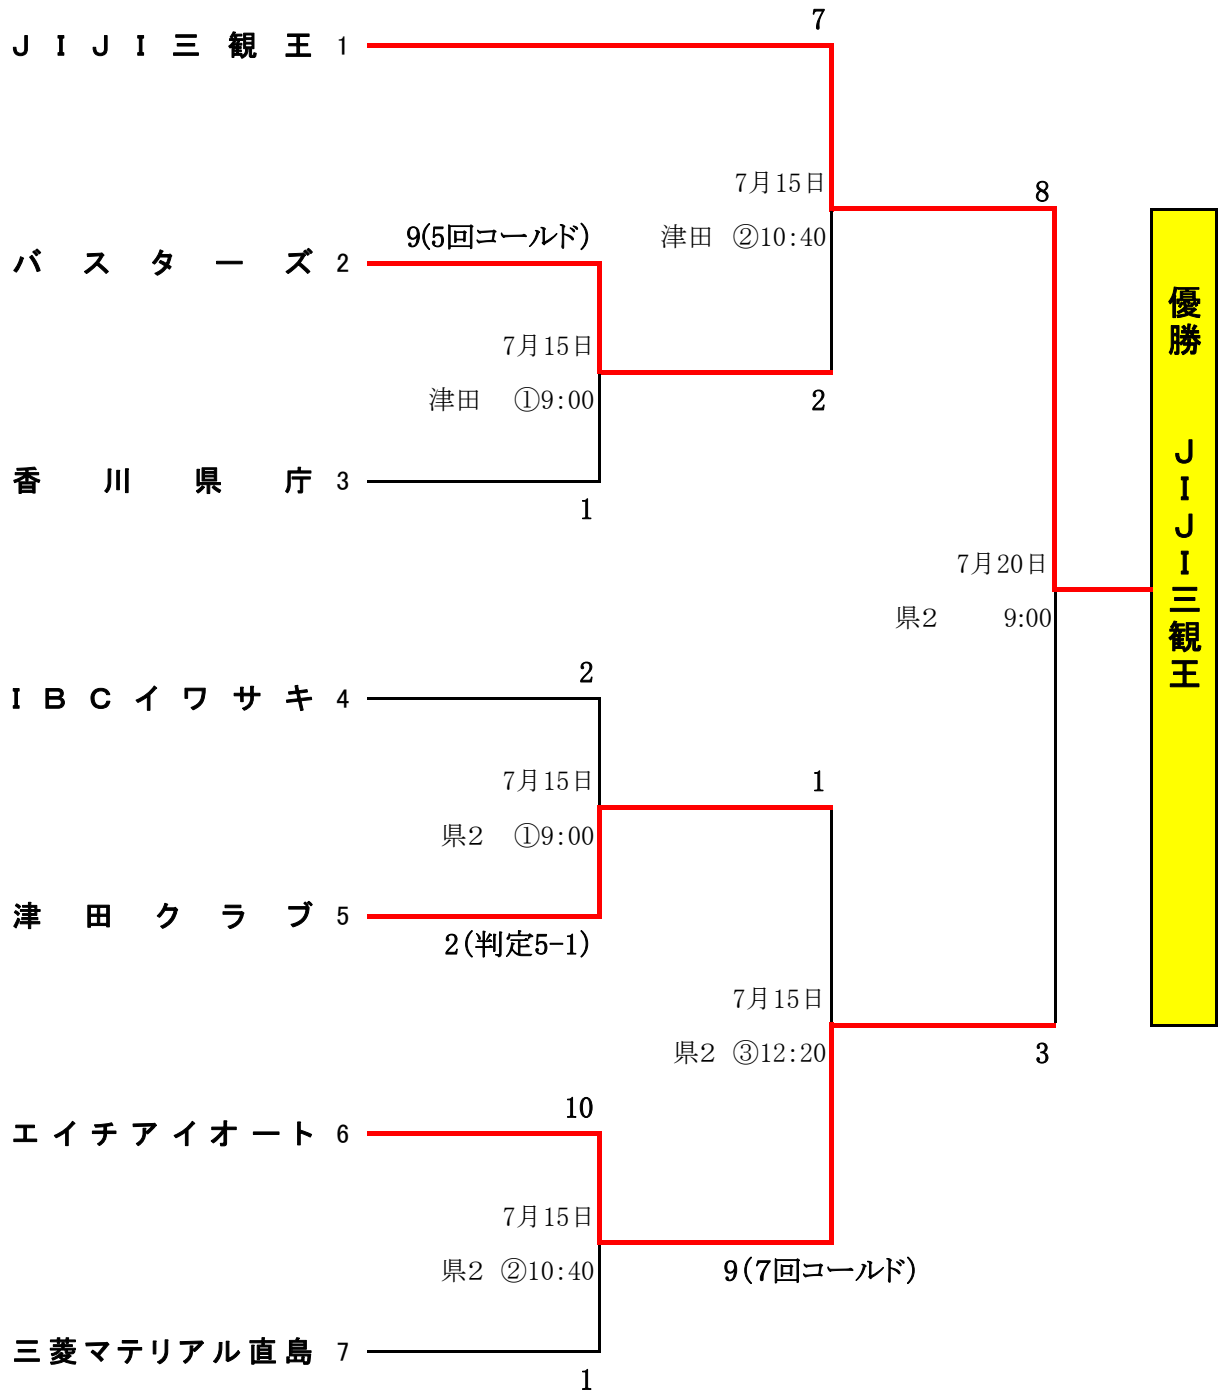 7
ＪＩＪＩ三観王 1
7月15日
8
津田 ②10:40
9(5回コールド)
バスターズ 2
7月15日
津田 ①9:00
2
香川県庁 3
1
7月20日
県２ 9:00
2
ＩＢＣイワサキ 4
7月15日
1
県２ ①9:00
津田クラブ 5
2(判定5-1)
7月15日
県２ ③12:20
3
10
エイチアイオート 6
7月15日
県２ ②10:40
9(7回コールド)
三菱マテリアル直島 7
1
優勝 ＪＩＪＩ三観王